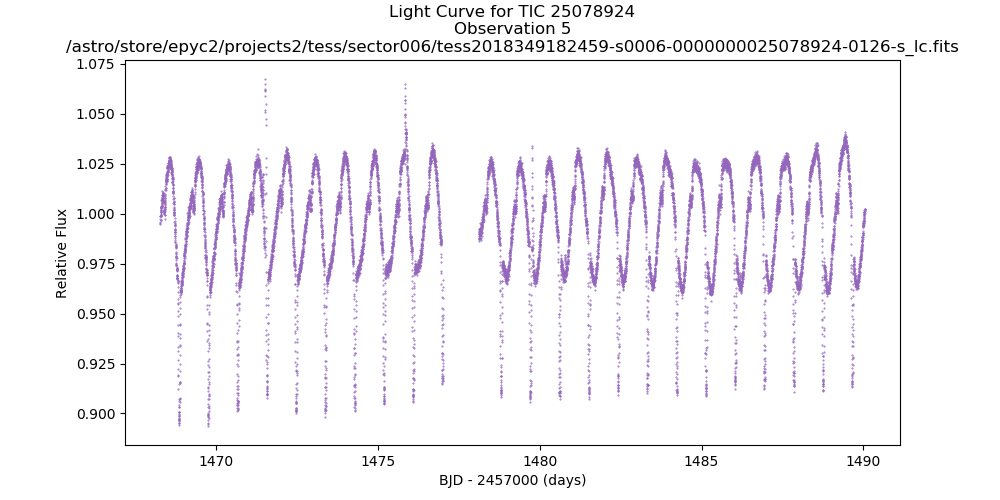 Light Curve for TIC 25078924
Observation 5
/astro/store/epyc2/projects2/tess/sector006/tess2018349182459-s0006-0000000025078924-0126-s_lc.fits
1.075
1.050
1.025
1.000
0.975
0.950
0.925
0.900
Relative Flux
1470
1475
1480
1485
1490
BJD - 2457000 (days)